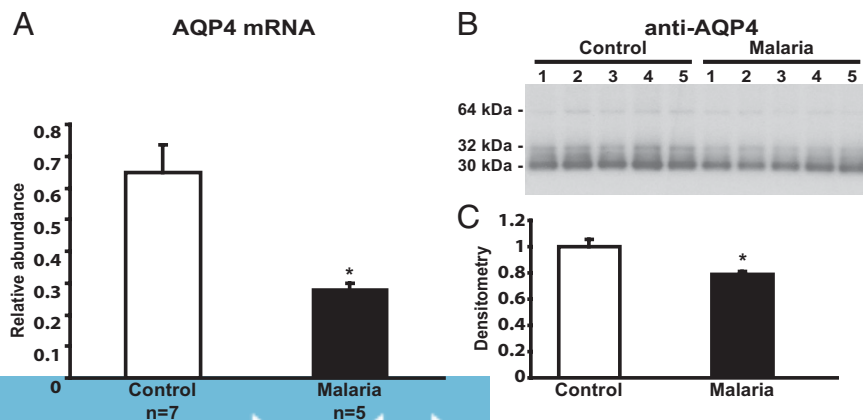 A
AQP4 mRNA
0.8
0.7
0.6
0.5
0.4
0.3
0.2
0.1
0
Relative abundance
*
Control
n=7
Malaria
n=5
B
anti-AQP4
Control
Malaria
1 2 3 4 5 1 2 3 4 5
64 kDa -
32 kDa -
30 kDa -
C
1.2
1
0.8
0.6
0.4
0.2
0
Densitometry
*
Control
Malaria